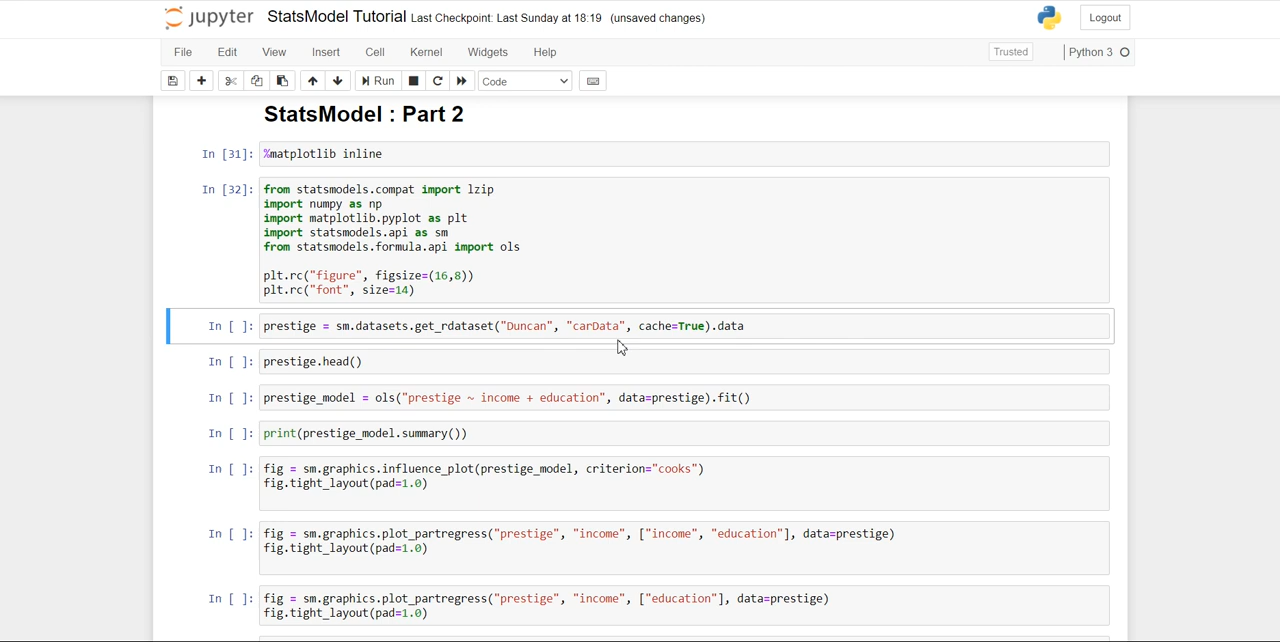 jupyter StatsModel Tutorial Last Checkpoint: Last Sunday at 18:19 (unsaved changes) Logout
File Edit View Insert Cell Kernel Widgets Help Trusted Python 3
Run Code
StatsModel : Part 2
In [31]: %matplotlib inline
In [32]: from statsmodels.compat import lzip
import numpy as np
import matplotlib.pyplot as plt
import statsmodels.api as sm
from statsmodels.formula.api import ols
plt.rc("figure", figsize=(16,8))
plt.rc("font", size=14)
In [ ]: prestige = sm.datasets.get_rdataset("Duncan", "carData", cache=True).data
In [ ]: prestige.head()
In [ ]: prestige_model = ols("prestige ~ income + education", data=prestige).fit()
In [ ]: print(prestige_model.summary())
In [ ]: fig = sm.graphics.influence_plot(prestige_model, criterion="cooks")
fig.tight_layout(pad=1.0)
In [ ]: fig = sm.graphics.plot_partregress("prestige", "income", ["income", "education"], data=prestige)
fig.tight_layout(pad=1.0)
In [ ]: fig = sm.graphics.plot_partregress("prestige", "income", ["education"], data=prestige)
fig.tight_layout(pad=1.0)